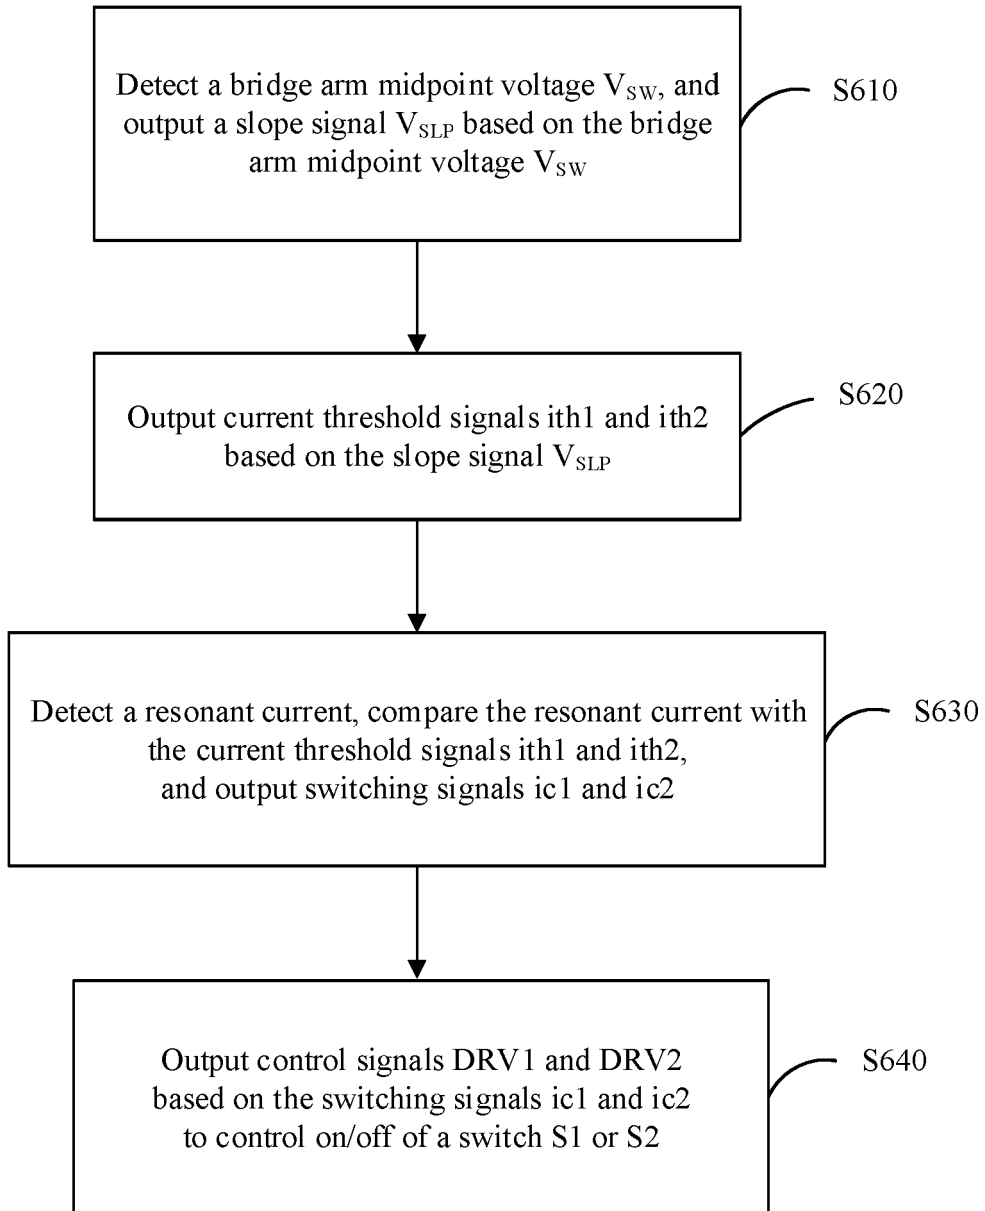 Detect a bridge arm midpoint voltage VSW, and
output a slope signal VSLP based on the bridge
arm midpoint voltage VSW
S610
Output current threshold signals ith1 and ith2
based on the slope signal VSLP
S620
Detect a resonant current, compare the resonant current with
the current threshold signals ith1 and ith2,
and output switching signals ic1 and ic2
S630
Output control signals DRV1 and DRV2
based on the switching signals ic1 and ic2
to control on/off of a switch S1 or S2
S640